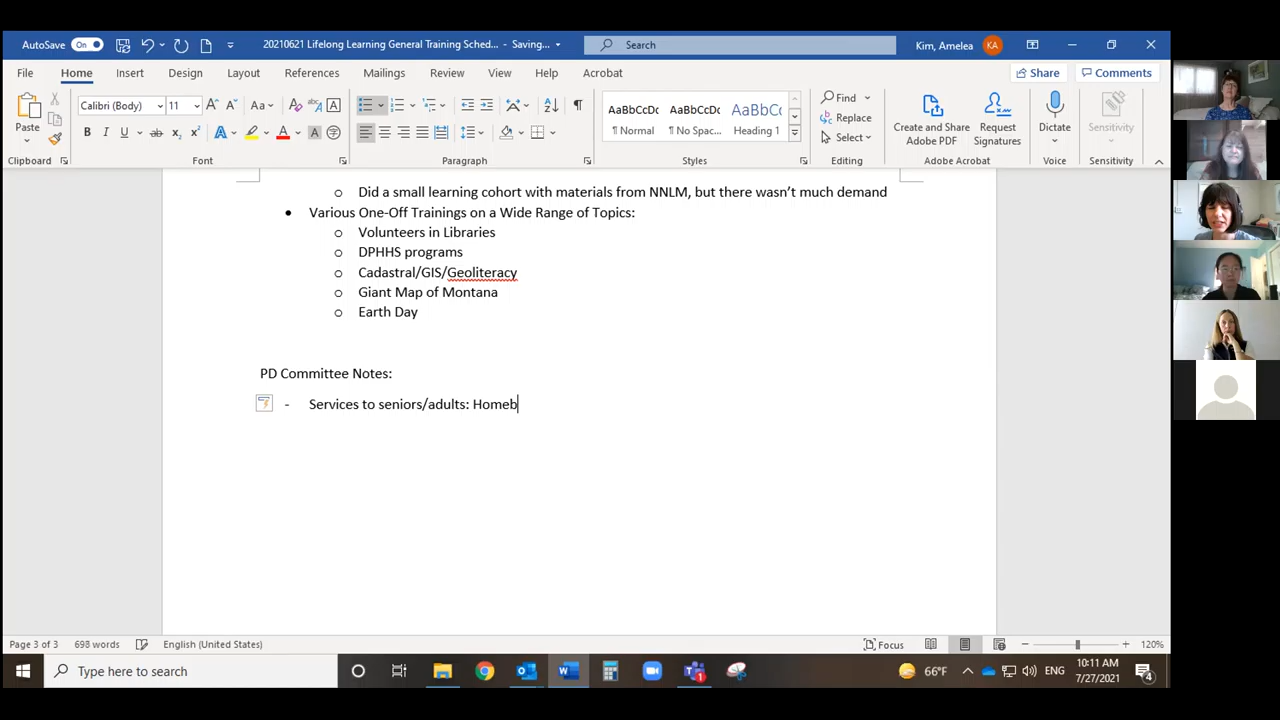 AutoSave On 20210621 Lifelong Learning General Training Sched... - Saving... Search Kim, Amelea KA
File Home Insert Design Layout References Mailings Review View Help Acrobat Share Comments
Calibri (Body) 11 Aa A
Paste B I U ab x₂ x² A A A
AaBbCcDc AaBbCcDc AaBbCc
¶ Normal ¶ No Spac... Heading 1
Find
Replace
Select
Create and Share Adobe PDF
Request Signatures
Dictate
Sensitivity
Clipboard Font Paragraph Styles Editing Adobe Acrobat Voice Sensitivity
o Did a small learning cohort with materials from NNLM, but there wasn't much demand
• Various One-Off Trainings on a Wide Range of Topics:
o Volunteers in Libraries
o DPHHS programs
o Cadastral/GIS/Geoliteracy
o Giant Map of Montana
o Earth Day
PD Committee Notes:
- Services to seniors/adults: Homeb
Page 3 of 3 698 words English (United States) Focus 120%
Type here to search 66°F ENG 10:11 AM
7/27/2021 4